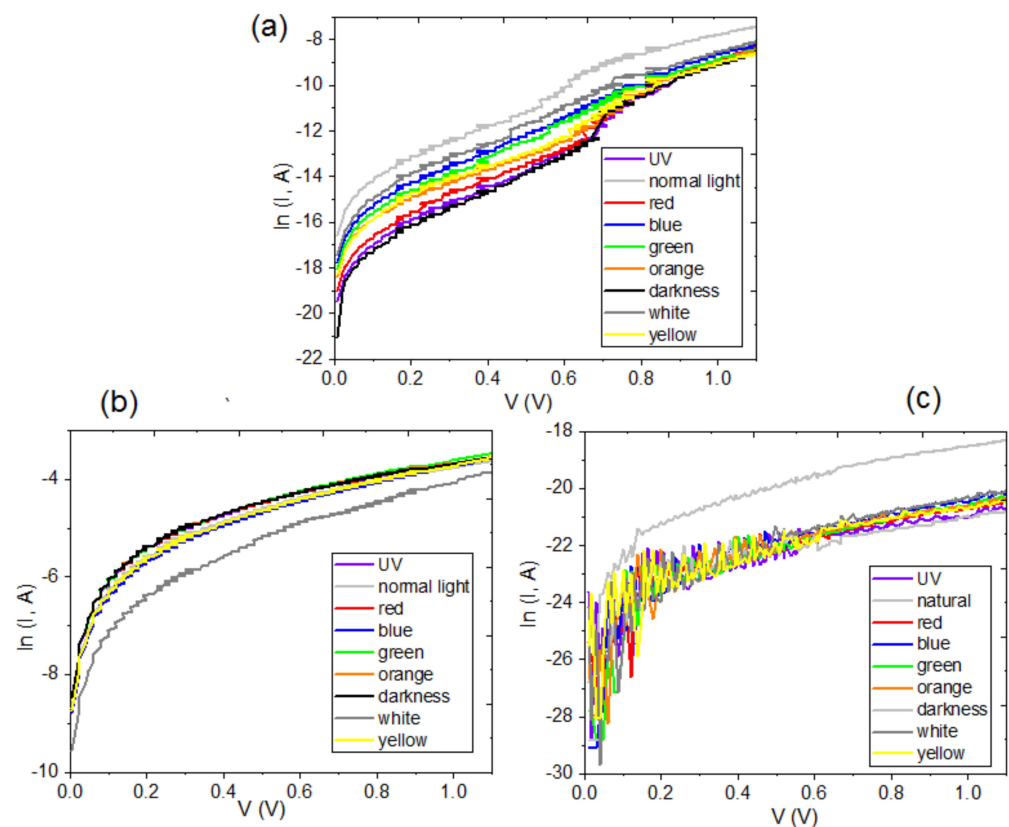 (a)
-8
-10
-12
-14
-16
-18
-20
-22
ln (I, A)
0.0 0.2 0.4 0.6 0.8 1.0
V (V)
UV
normal light
red
blue
green
orange
darkness
white
yellow
(b)
-4
-6
-8
-10
ln (I, A)
0.0 0.2 0.4 0.6 0.8 1.0
V (V)
UV
normal light
red
blue
green
orange
darkness
white
yellow
(c)
-18
-20
-22
-24
-26
-28
-30
ln (I, A)
0.0 0.2 0.4 0.6 0.8 1.0
V (V)
UV
natural
red
blue
green
orange
darkness
white
yellow